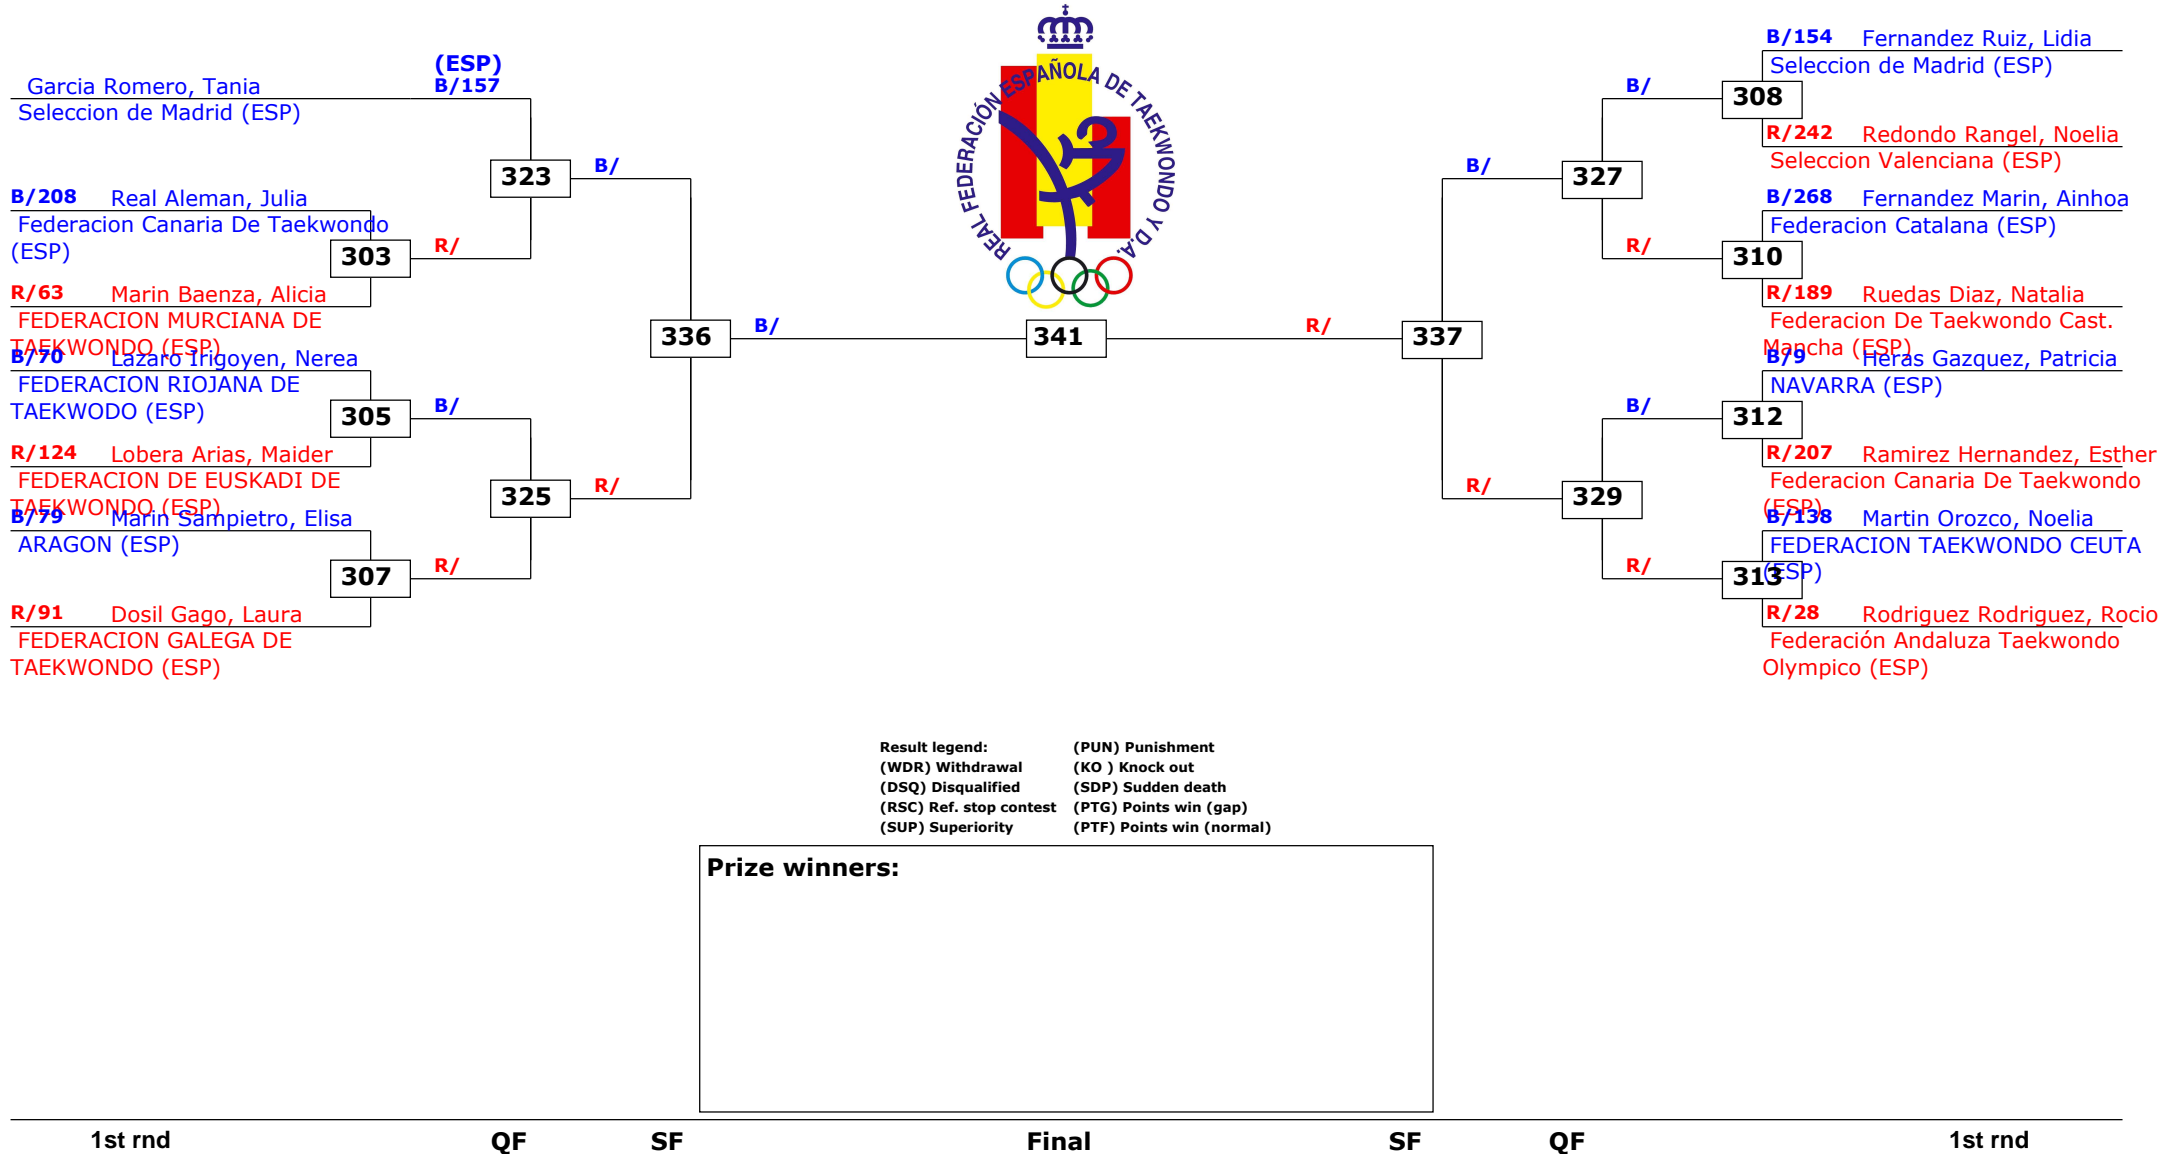 (ESP)
Garcia Romero, Tania
B/157
Seleccion de Madrid (ESP)
323
B/
B/208 Real Aleman, Julia
Federacion Canaria De Taekwondo
(ESP)
303
R/
R/63 Marin Baenza, Alicia
FEDERACION MURCIANA DE
TAEKWONDO (ESP)
336
B/
B/70 Lazaro Irigoyen, Nerea
FEDERACION RIOJANA DE
TAEKWODO (ESP)
305
B/
R/124 Lobera Arias, Maider
FEDERACION DE EUSKADI DE
TAEKWONDO (ESP)
325
R/
B/79 Marin Sampietro, Elisa
ARAGON (ESP)
307
R/
R/91 Dosil Gago, Laura
FEDERACION GALEGA DE
TAEKWONDO (ESP)
REAL FEDERACIÓN ESPAÑOLA DE TAEKWONDO Y D.A.
341
B/154 Fernandez Ruiz, Lidia
Seleccion de Madrid (ESP)
B/
308
R/242 Redondo Rangel, Noelia
Seleccion Valenciana (ESP)
B/
327
B/268 Fernandez Marin, Ainhoa
Federacion Catalana (ESP)
R/
310
R/189 Ruedas Diaz, Natalia
Federacion De Taekwondo Cast.
Mancha (ESP)
R/
337
B/9 Heras Gazquez, Patricia
NAVARRA (ESP)
B/
312
R/207 Ramirez Hernandez, Esther
Federacion Canaria De Taekwondo
(ESP)
R/
329
B/138 Martin Orozco, Noelia
FEDERACION TAEKWONDO CEUTA
(ESP)
R/
313
R/28 Rodriguez Rodriguez, Rocio
Federación Andaluza Taekwondo
Olympico (ESP)
Result legend: (PUN) Punishment
(WDR) Withdrawal (KO ) Knock out
(DSQ) Disqualified (SDP) Sudden death
(RSC) Ref. stop contest (PTG) Points win (gap)
(SUP) Superiority (PTF) Points win (normal)
Prize winners:
1st rnd QF SF Final SF QF 1st rnd